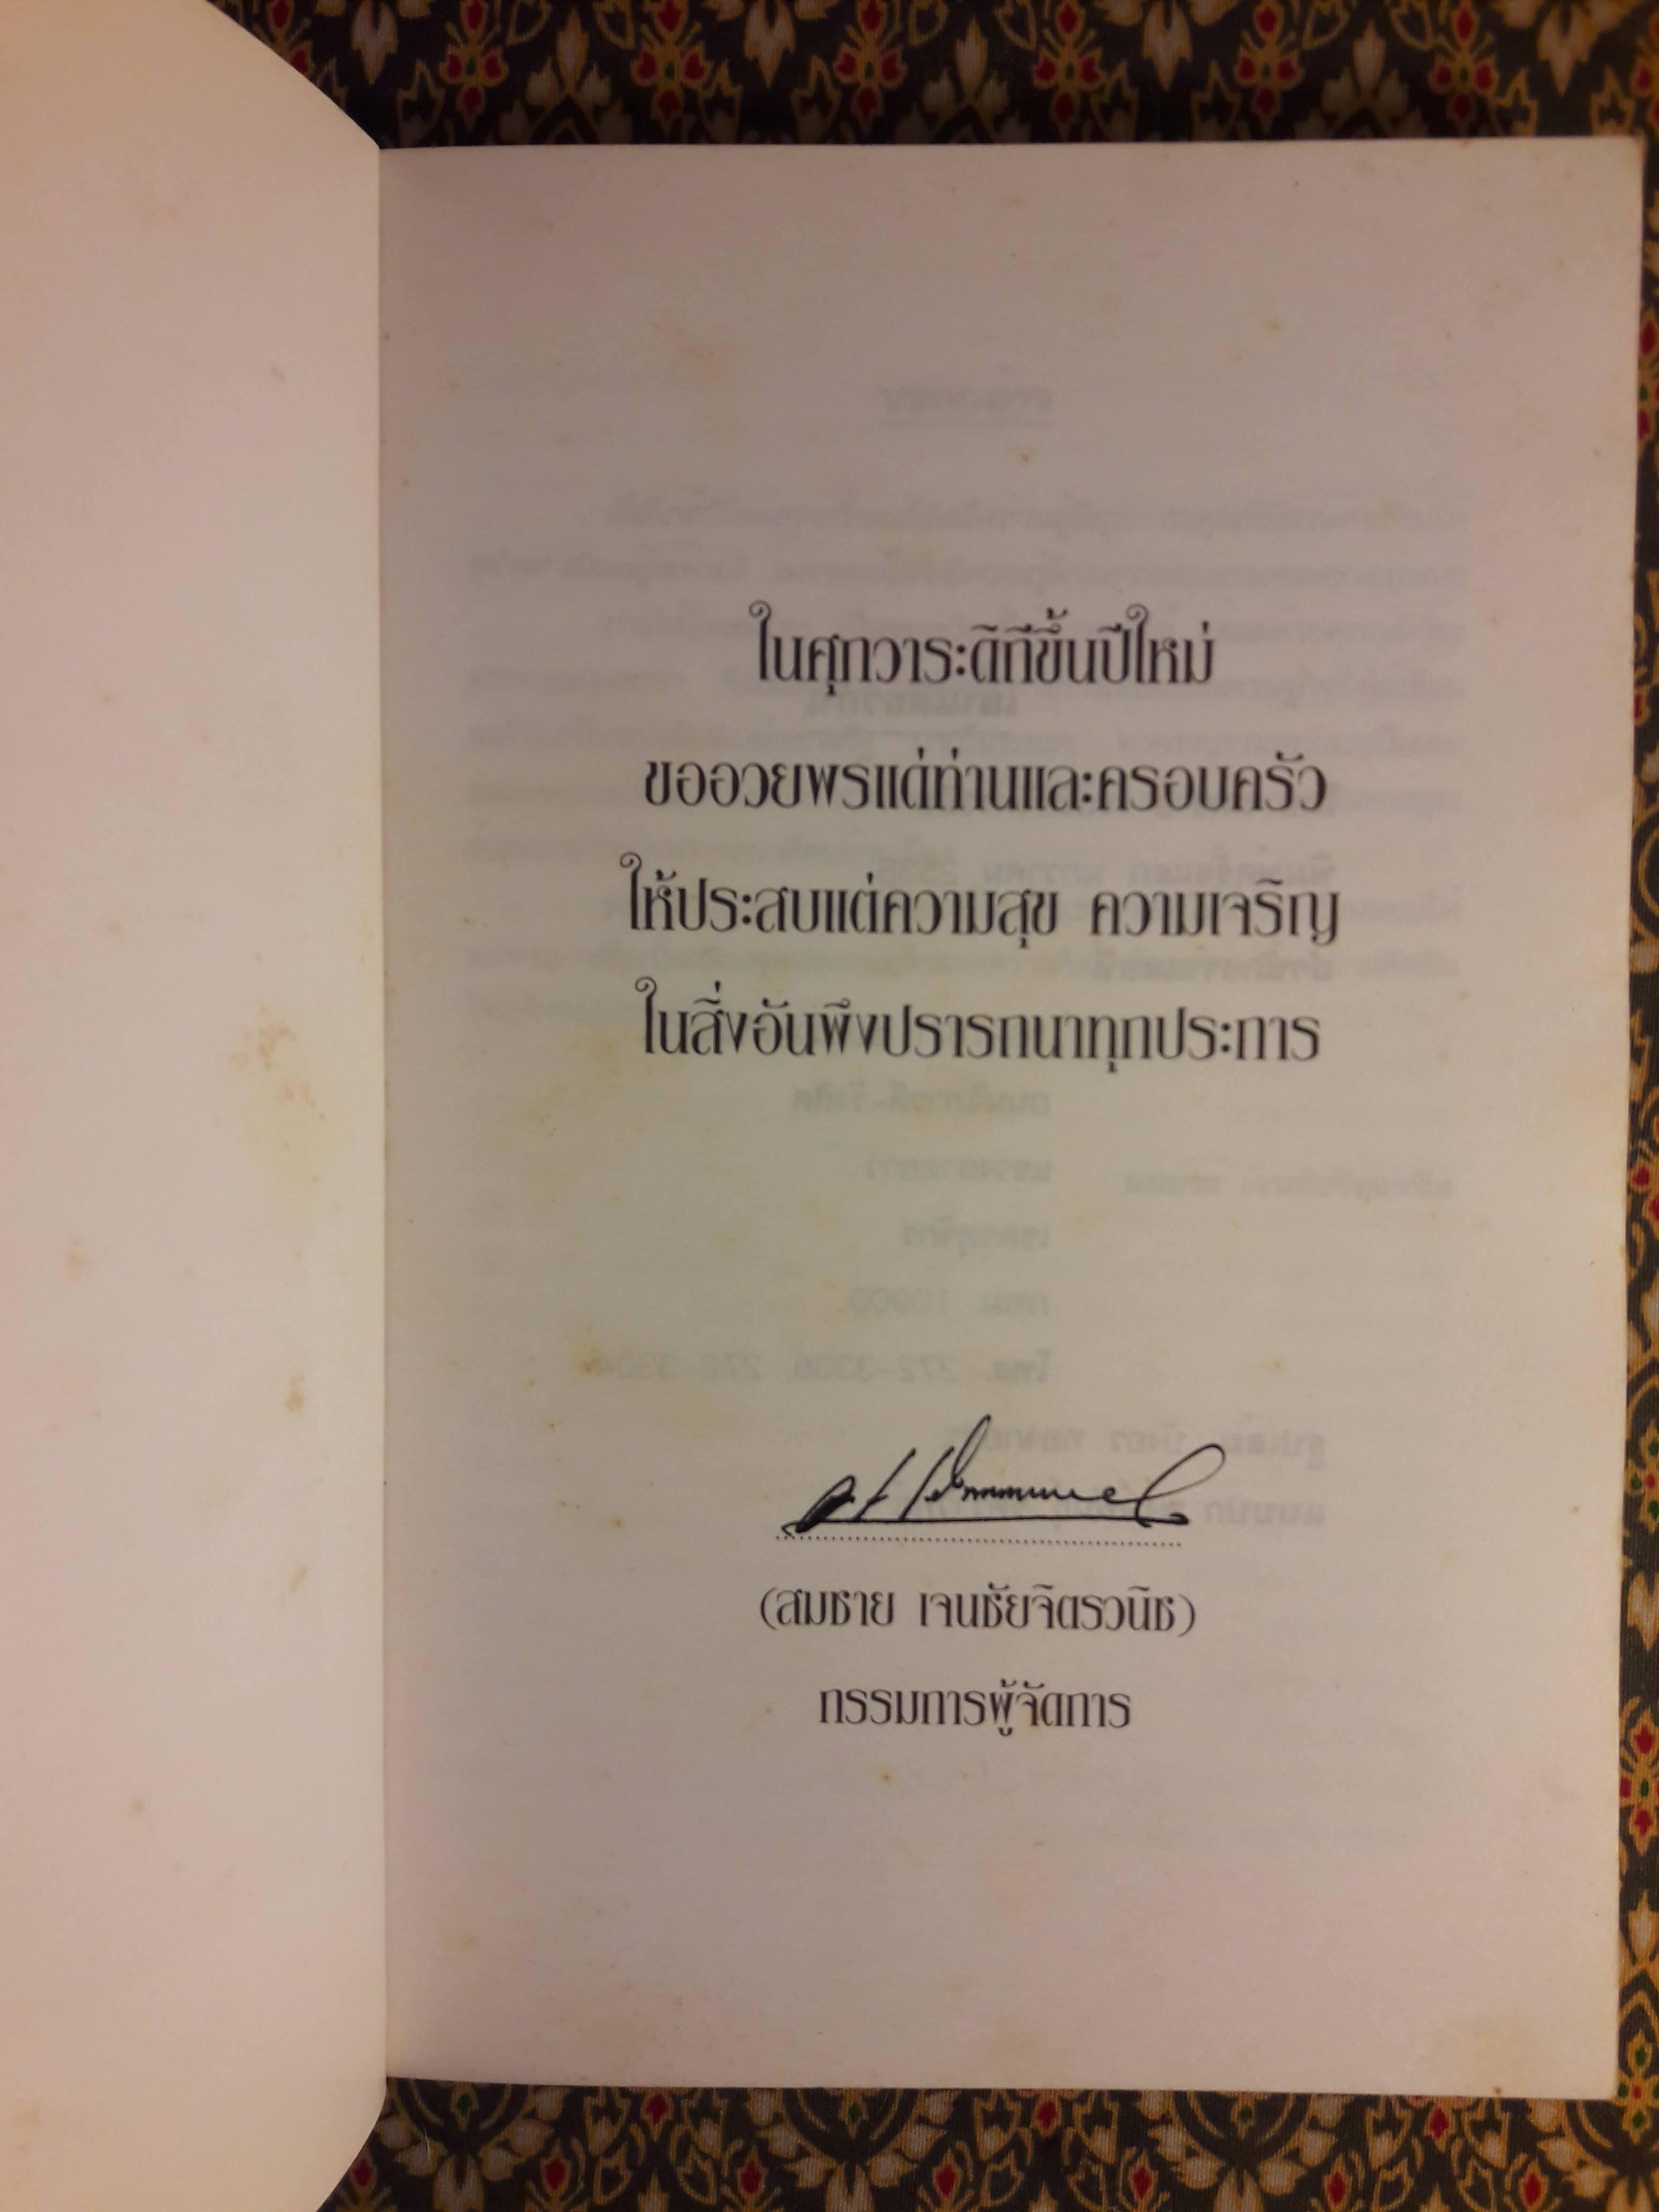 ในศุภวาระดิถีขึ้นปีใหม่
ขออวยพรแด่ท่านและครอบครัว
ให้ประสบแต่ความสุข ความเจริญ
ในสิ่งอันพึงปรารถนาทุกประการ
(สมชาย เจนชัยจิตรวนิช)
กรรมการผู้จัดการ